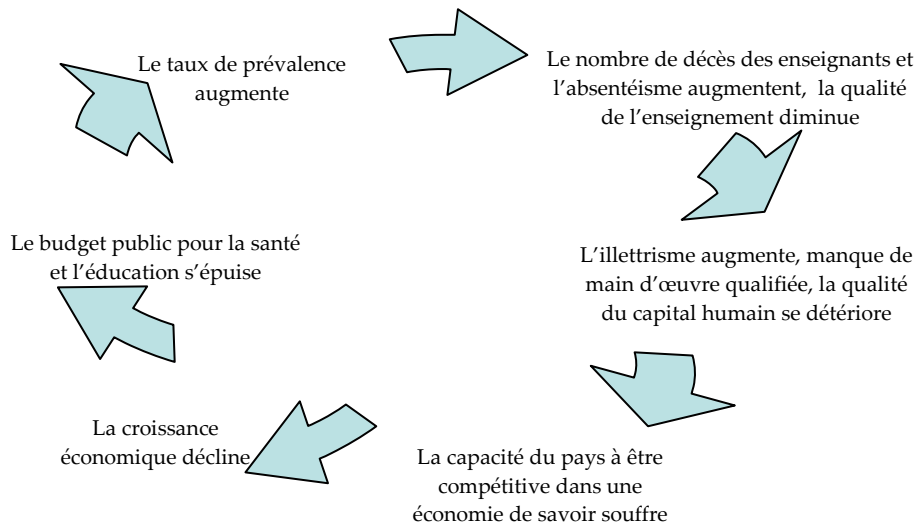 Le taux de prévalence
augmente
Le nombre de décès des enseignants et
l'absentéisme augmentent, la qualité
de l'enseignement diminue
L'illettrisme augmente, manque de
main d'œuvre qualifiée, la qualité
du capital humain se détériore
La capacité du pays à être
compétitive dans une
économie de savoir souffre
La croissance
économique décline
Le budget public pour la santé
et l'éducation s'épuise